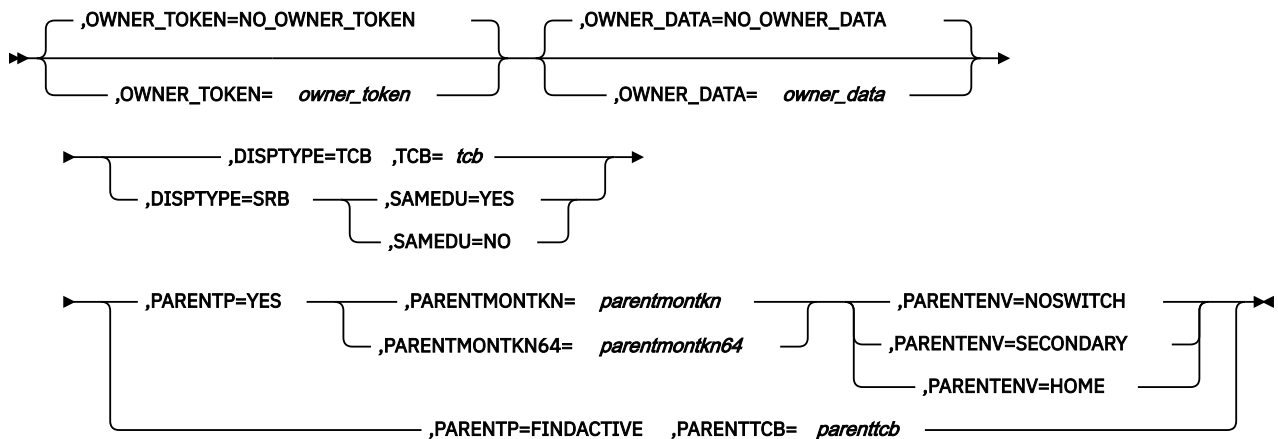 ,OWNER_TOKEN=NO_OWNER_TOKEN ,OWNER_DATA=NO_OWNER_DATA
,OWNER_TOKEN= owner_token ,OWNER_DATA= owner_data
,DISPTYPE=TCB ,TCB= tcb
,DISPTYPE=SRB ,SAMEDU=YES
,SAMEDU=NO
,PARENTP=YES ,PARENTMONTKN= parentmontkn ,PARENTENV=NOSWITCH
,PARENTMONTKN64= parentmontkn64 ,PARENTENV=SECONDARY
,PARENTENV=HOME
,PARENTP=FINDACTIVE ,PARENTTCB= parenttcb